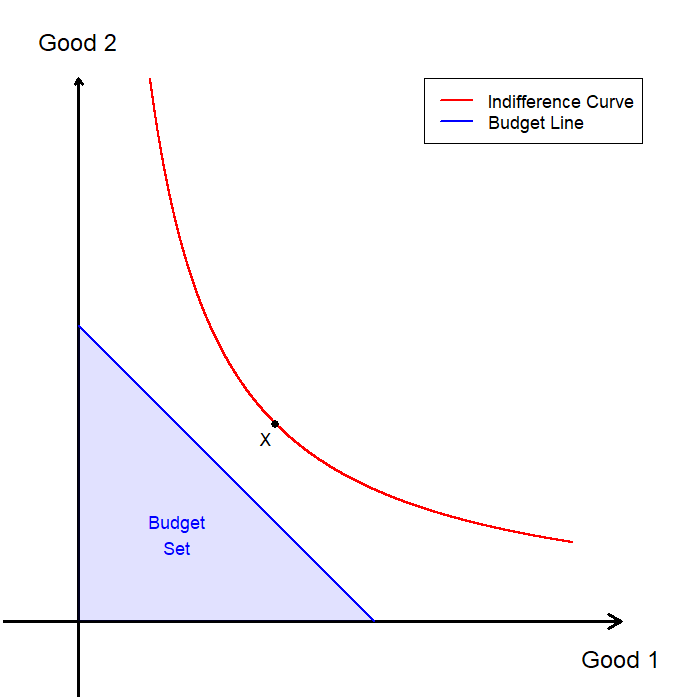 Good 2
Indifference Curve
Budget Line
X
Budget
Set
Good 1